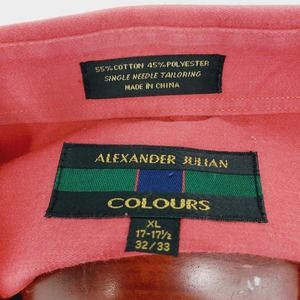 55% COTTON 45% POLYESTER
SINGLE NEEDLE TAILORING
MADE IN CHINA
ALEXANDER JULIAN
COLOURS
XL
17-17½
32/33